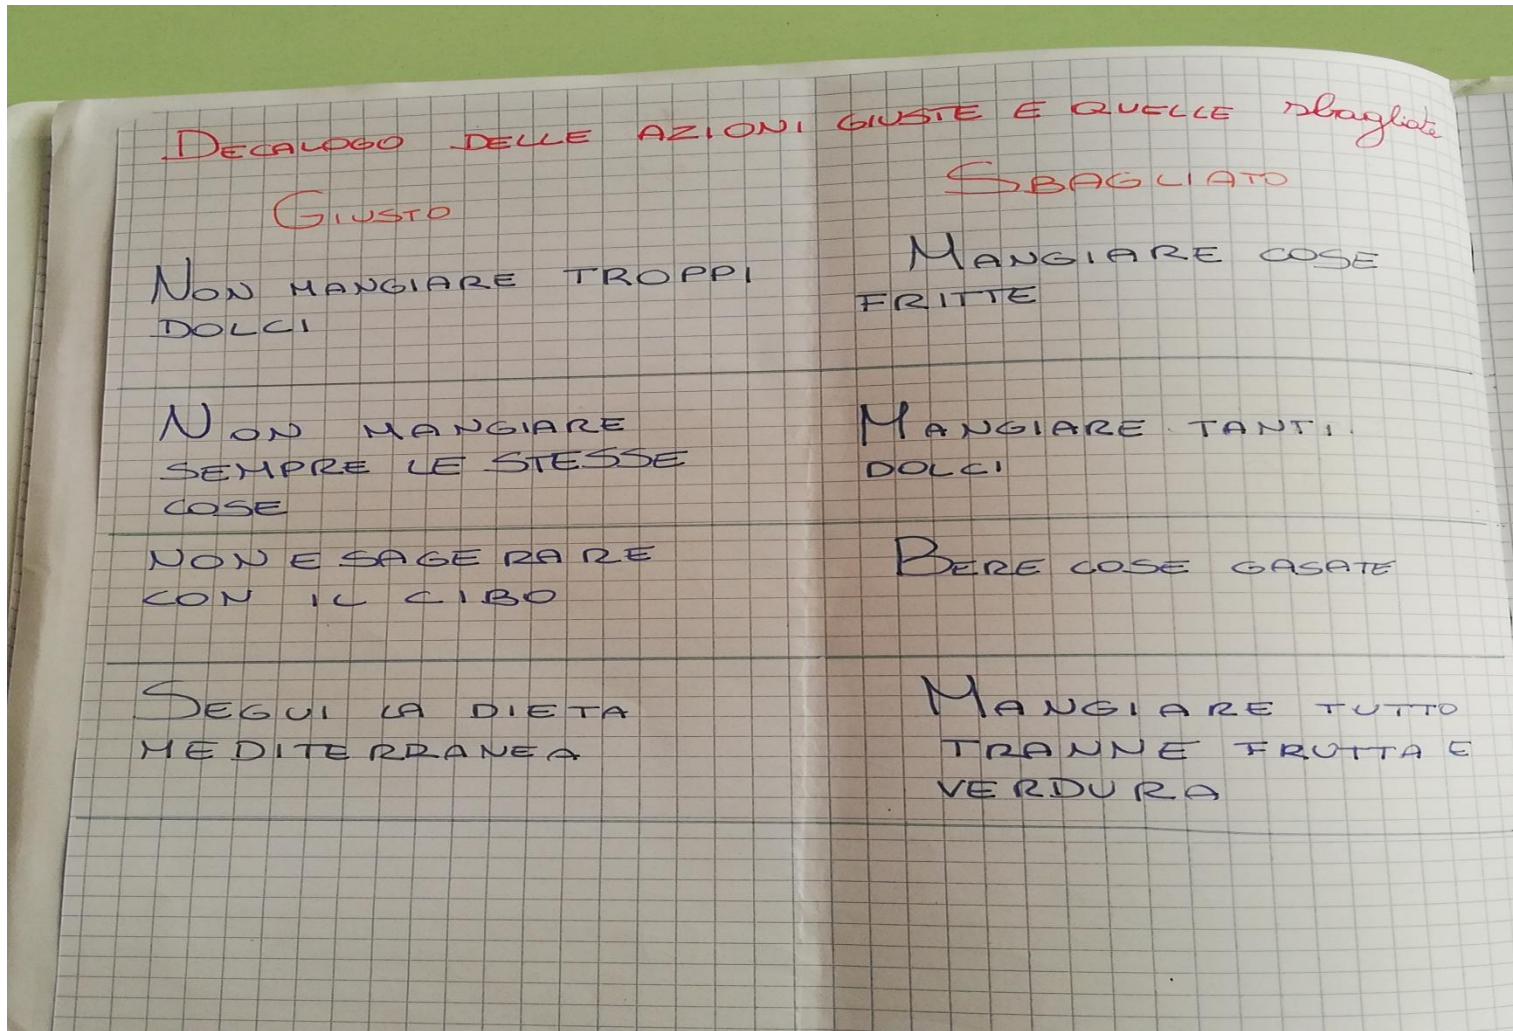 DECALOGO DELLE AZIONI GIUSTE E QUELLE sbagliate
GIUSTO
SBAGLIATO
NON MANGIARE TROPPI
DOLCI
MANGIARE COSE
FRITTE
NON MANGIARE
SEMPRE LE STESSE
COSE
MANGIARE TANTI
DOLCI
NON ESAGERARE
CON IL CIBO
BERE COSE GASATE
SEGUI LA DIETA
MEDITERRANEA
MANGIARE TUTTO
TRANNE FRUTTA E
VERDURA